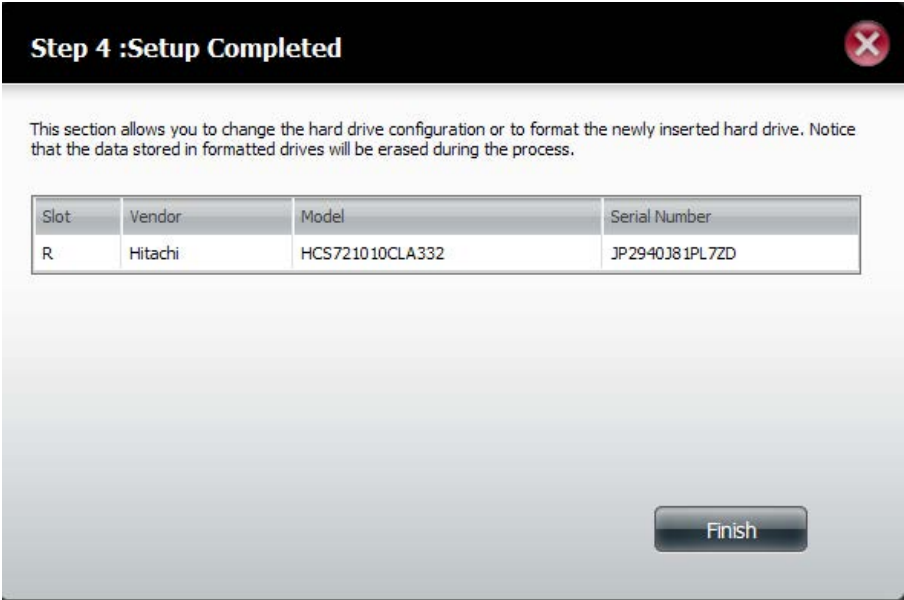 Step 4 :Setup Completed
This section allows you to change the hard drive configuration or to format the newly inserted hard drive. Notice
that the data stored in formatted drives will be erased during the process.
Slot Vendor Model Serial Number
R Hitachi HCS721010CLA332 JP2940J81PL7ZD
Finish